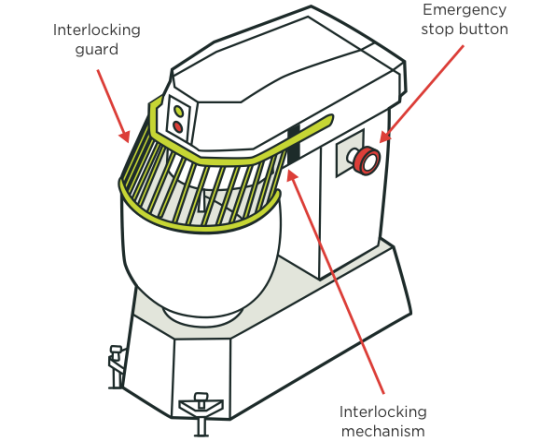 Emergency
stop button
Interlocking
guard
Interlocking
mechanism